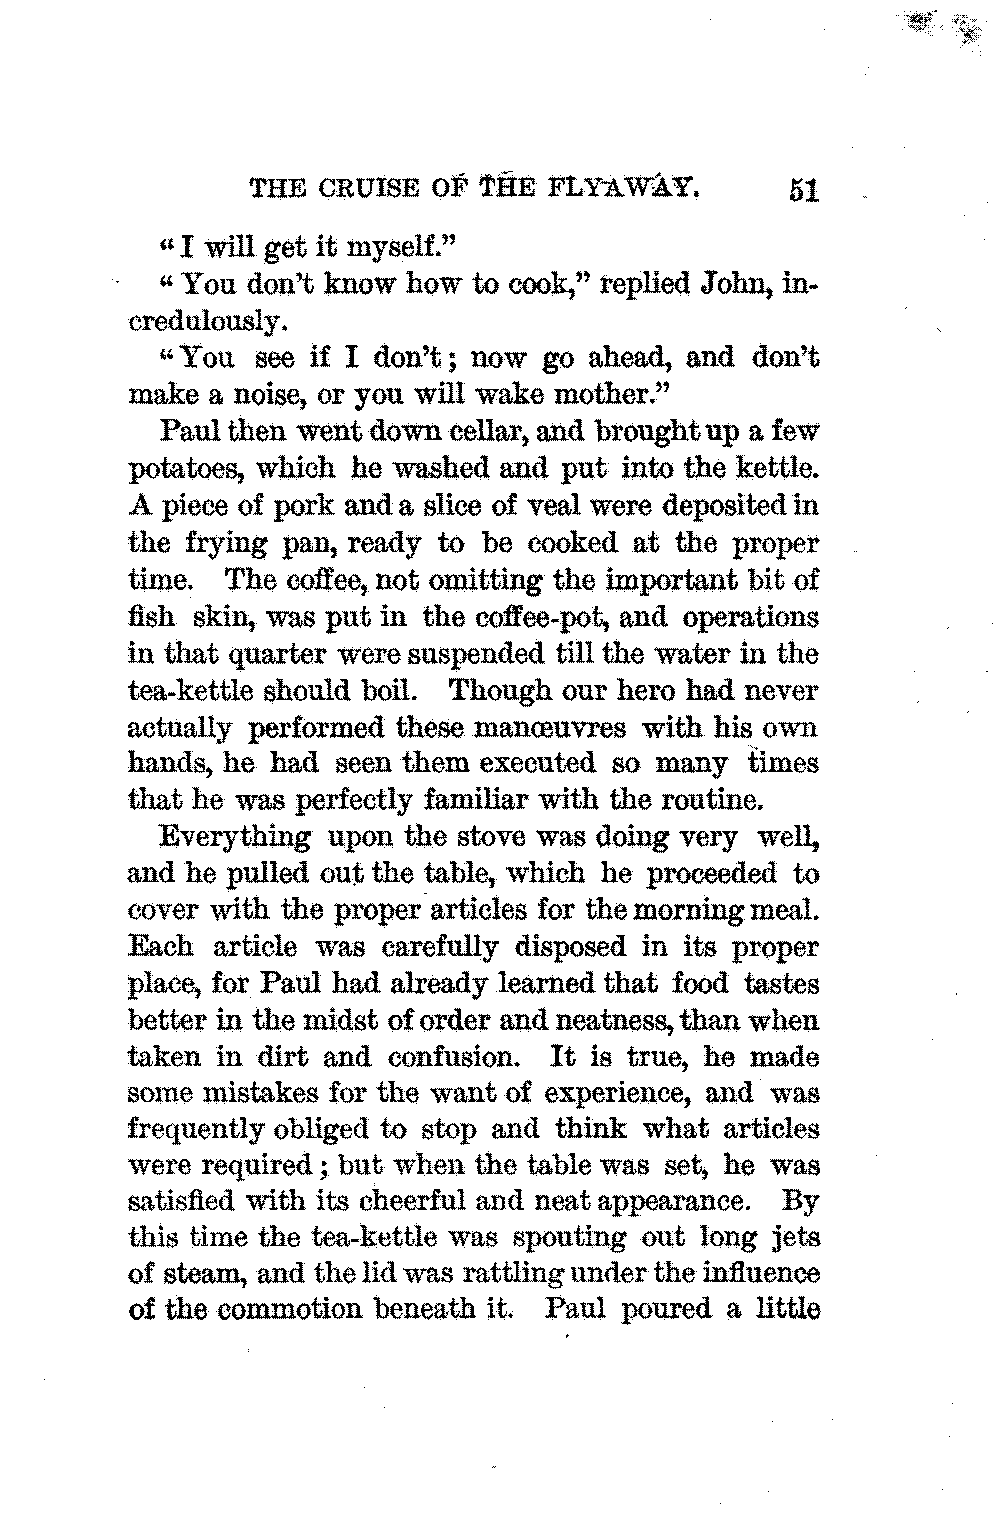 THE CRUISE OF THE FLYAWAY. 51
“I will get it myself.”
“You don’t know how to cook,” replied John, in-
credulously.
“You see if I don’t; now go ahead, and don’t
make a noise, or you will wake mother.”
Paul then went down cellar, and brought up a few
potatoes, which he washed and put into the kettle.
A piece of pork and a slice of veal were deposited in
the frying pan, ready to be cooked at the proper
time. The coffee, not omitting the important bit of
fish skin, was put in the coffee-pot, and operations
in that quarter were suspended till the water in the
tea-kettle should boil. Though our hero had never
actually performed these manœuvres with his own
hands, he had seen them executed so many times
that he was perfectly familiar with the routine.
Everything upon the stove was doing very well,
and he pulled out the table, which he proceeded to
cover with the proper articles for the morning meal.
Each article was carefully disposed in its proper
place, for Paul had already learned that food tastes
better in the midst of order and neatness, than when
taken in dirt and confusion. It is true, he made
some mistakes for the want of experience, and was
frequently obliged to stop and think what articles
were required; but when the table was set, he was
satisfied with its cheerful and neat appearance. By
this time the tea-kettle was spouting out long jets
of steam, and the lid was rattling under the influence
of the commotion beneath it. Paul poured a little